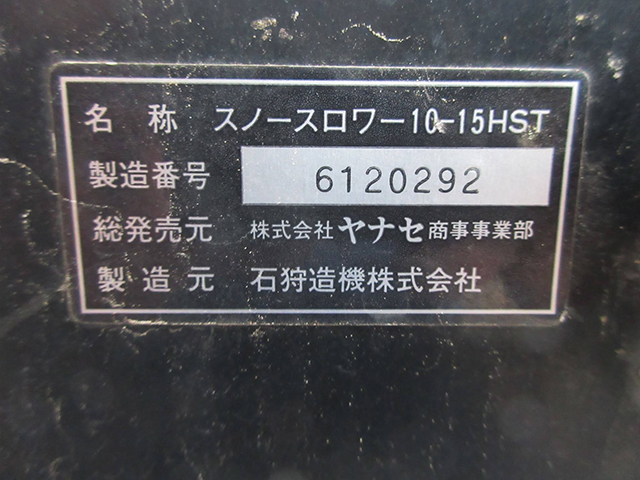 名称 スノースロワー10-15HST
製造番号 6120292
総発売元 株式会社ヤナセ商事事業部
製造元 石狩造機株式会社